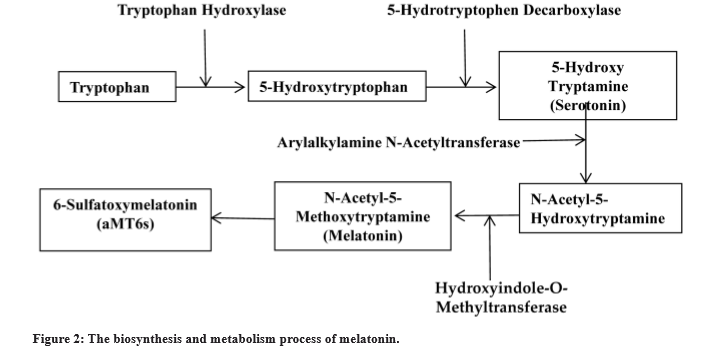 Tryptophan Hydroxylase
5-Hydrotryptophen Decarboxylase
Tryptophan
5-Hydroxytryptophan
5-Hydroxy
Tryptamine
(Serotonin)
Arylalkylamine N-Acetyltransferase
6-Sulfatoxymelatonin
(aMT6s)
N-Acetyl-5-
Methoxytryptamine
(Melatonin)
N-Acetyl-5-
Hydroxytryptamine
Hydroxyindole-O-
Methyltransferase
Figure 2: The biosynthesis and metabolism process of melatonin.